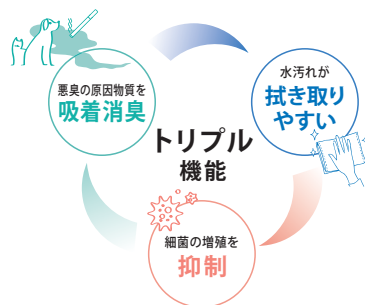 悪臭の原因物質を
吸着消臭
水汚れが
拭き取り
やすい
トリプル
機能
細菌の増殖を
抑制